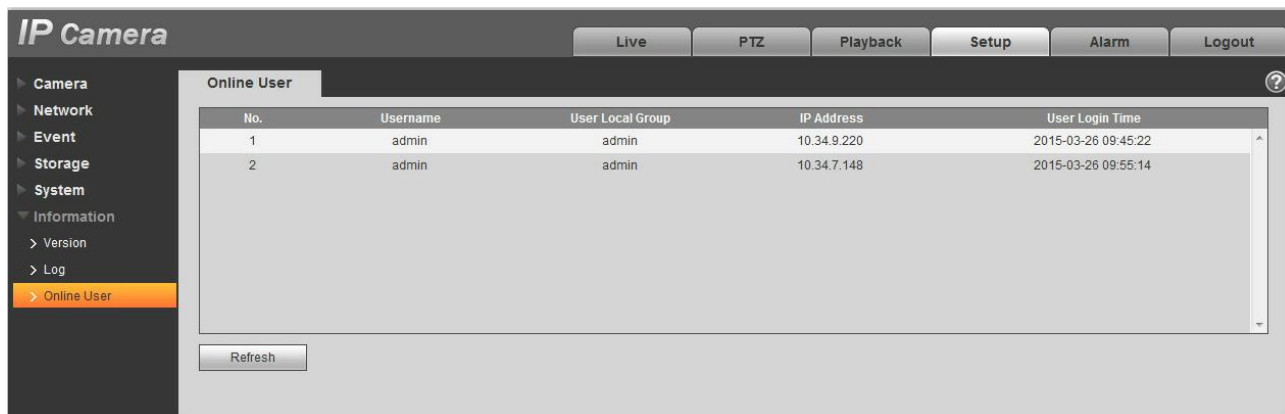 IP Camera
Live PTZ Playback Setup Alarm Logout
Camera
Network
Event
Storage
System
Information
> Version
> Log
> Online User
Online User
?
No. Username User Local Group IP Address User Login Time
1 admin admin 10.34.9.220 2015-03-26 09:45:22
2 admin admin 10.34.7.148 2015-03-26 09:55:14
Refresh